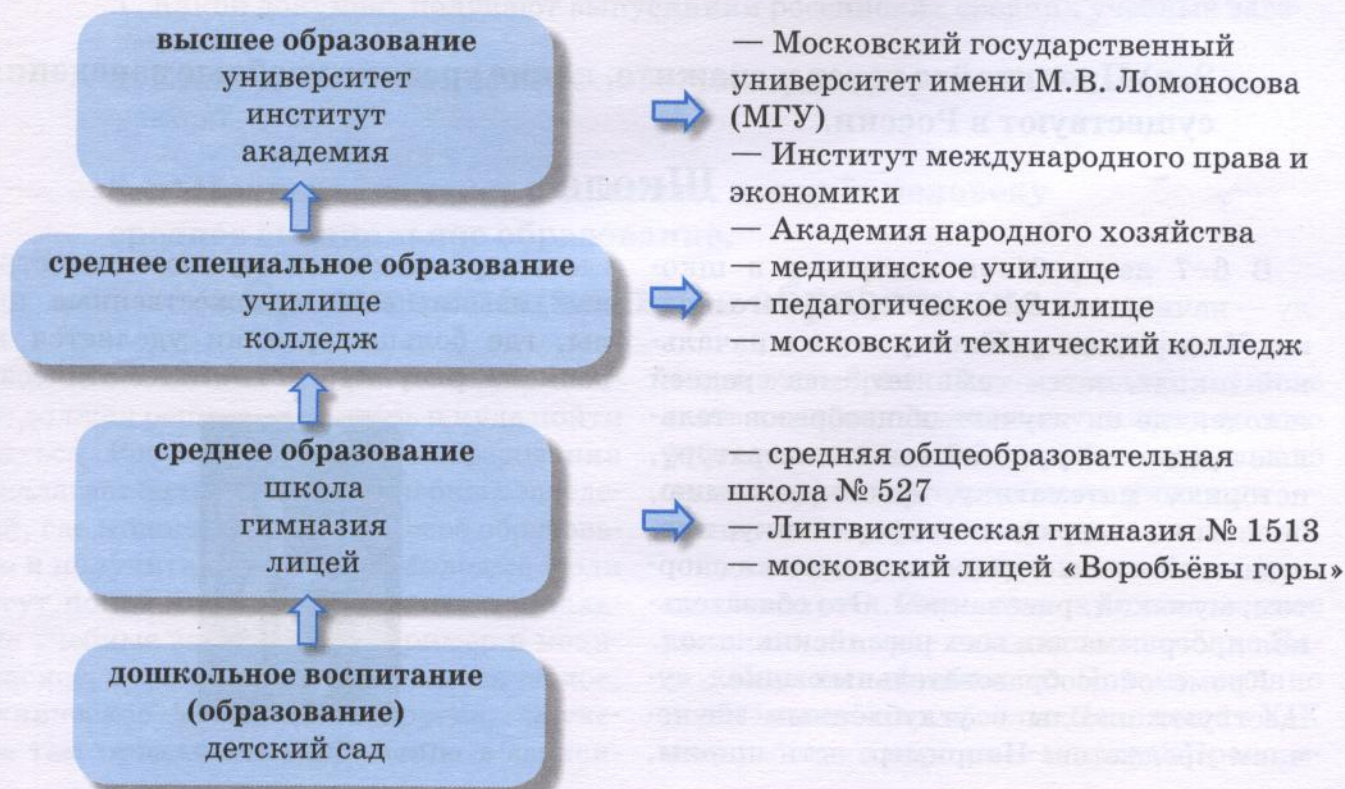 высшее образование
университет
институт
академия
— Московский государственный
университет имени М.В. Ломоносова
(МГУ)
— Институт международного права и
экономики
— Академия народного хозяйства
среднее специальное образование
училище
колледж
— медицинское училище
— педагогическое училище
— московский технический колледж
среднее образование
школа
гимназия
лицей
— средняя общеобразовательная
школа № 527
— Лингвистическая гимназия № 1513
— московский лицей «Воробьёвы горы»
дошкольное воспитание
(образование)
детский сад